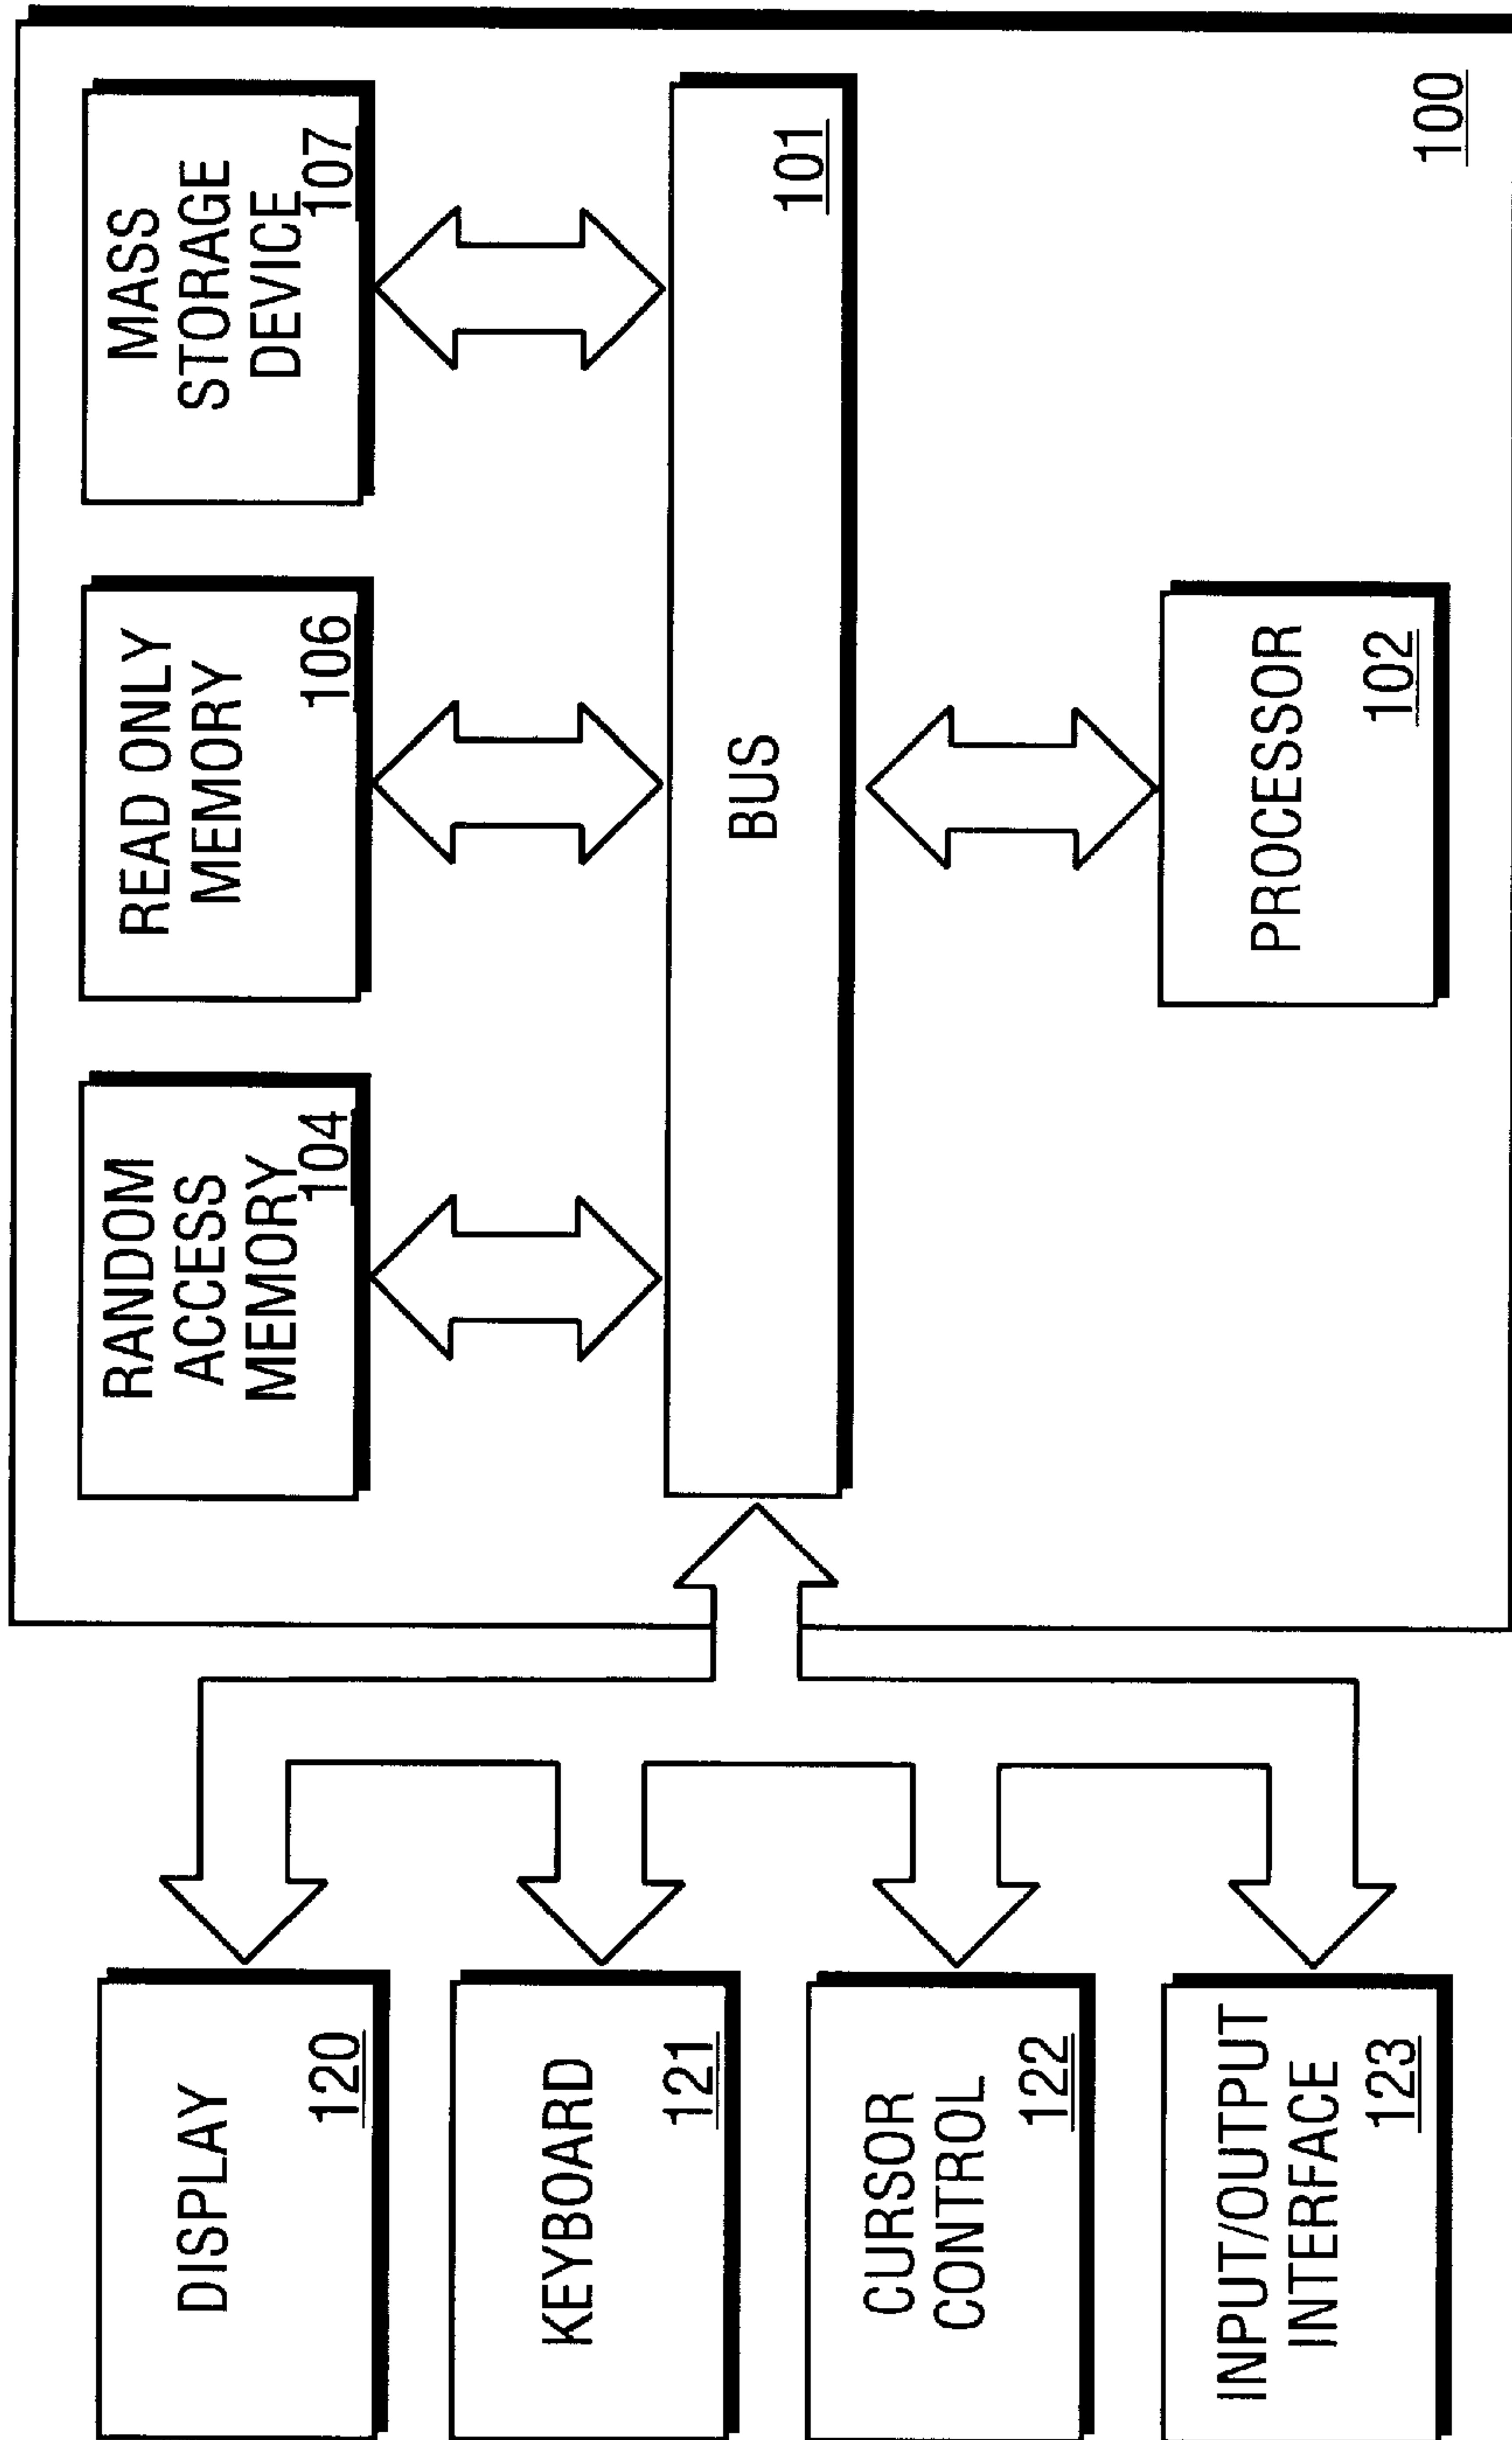 DISPLAY
120
KEYBOARD
121
CURSOR
CONTROL
122
INPUT/OUTPUT
INTERFACE
123
RANDOM
ACCESS
MEMORY
104
READ ONLY
MEMORY
106
MASS
STORAGE
DEVICE
107
BUS
101
PROCESSOR
102
100